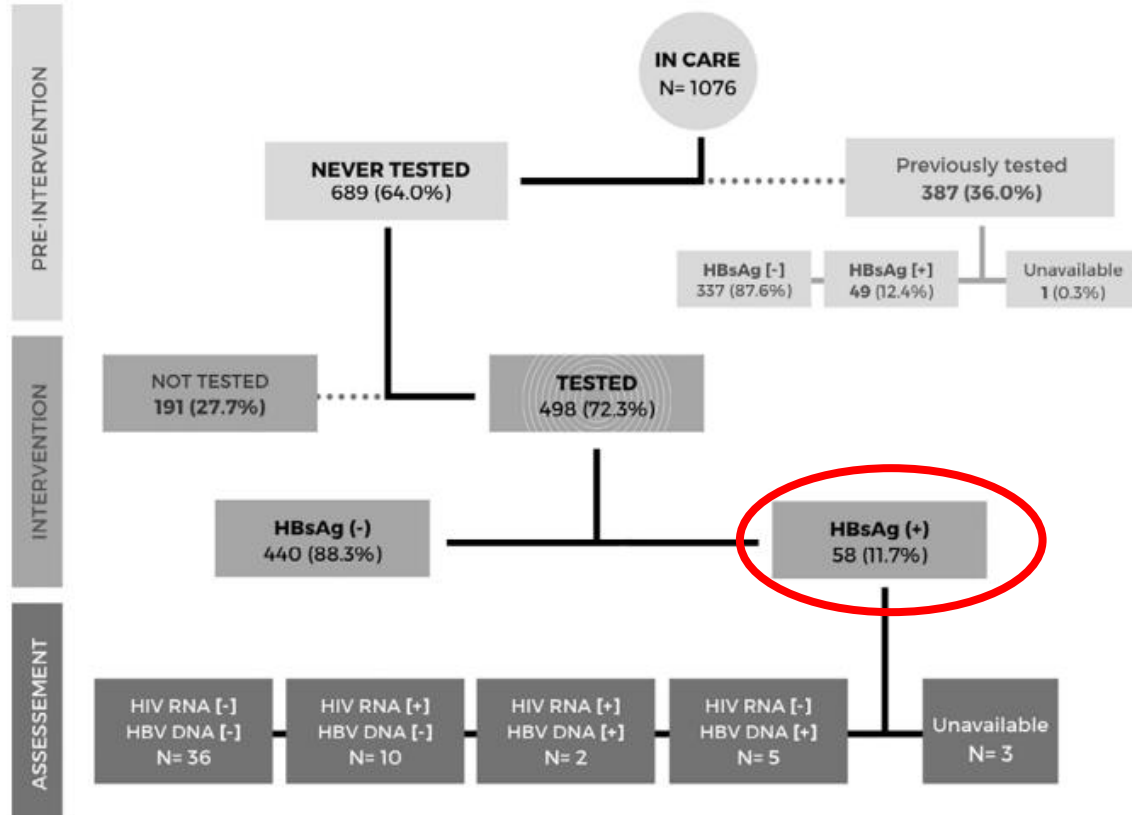 PRE-INTERVENTION
IN CARE
N= 1076
NEVER TESTED
689 (64.0%)
Previously tested
387 (36.0%)
HBsAg [-]
337 (87.6%)
HBsAg [+]
49 (12.4%)
Unavailable
1 (0.3%)
INTERVENTION
NOT TESTED
191 (27.7%)
TESTED
498 (72.3%)
HBsAg (-)
440 (88.3%)
HBsAg (+)
58 (11.7%)
ASSESSEMENT
HIV RNA [-]
HBV DNA [-]
N= 36
HIV RNA [+]
HBV DNA [-]
N= 10
HIV RNA [+]
HBV DNA [+]
N= 2
HIV RNA [-]
HBV DNA [+]
N= 5
Unavailable
N= 3